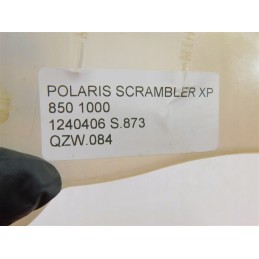 POLARIS SCRAMBLER XP
850 1000
1240406 S.873
QZW.084